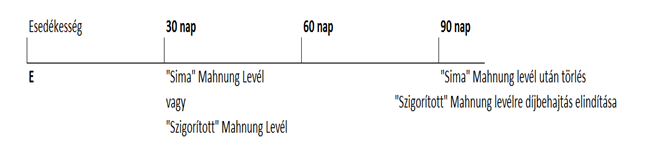 Esedékesség 30 nap 60 nap 90 nap
E "Sima" Mahnung Levél "Sima" Mahnung levél után törlés
vagy "Szigorított" Mahnung levélre díjbehajtás elindítása
"Szigorított" Mahnung Levél